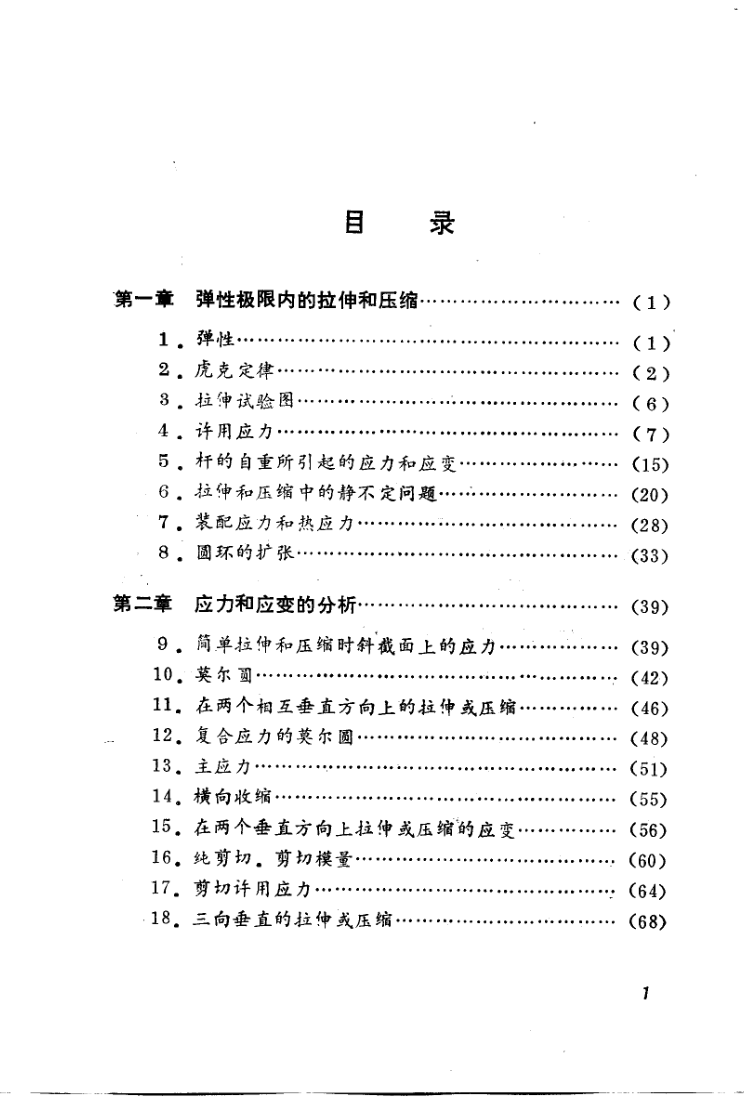 目 录
第一章 弹性极限内的拉伸和压缩…………………………(1)
1．弹性…………………………………………………(1)
2．虎克定律……………………………………………(2)
3．拉伸试验图…………………………………………(6)
4．许用应力……………………………………………(7)
5．杆的自重所引起的应力和应变……………………(15)
6．拉伸和压缩中的静不定问题………………………(20)
7．装配应力和热应力…………………………………(28)
8．圆环的扩张…………………………………………(33)
第二章 应力和应变的分析…………………………………(39)
9．简单拉伸和压缩时斜截面上的应力………………(39)
10．莫尔圆………………………………………………(42)
11．在两个相互垂直方向上的拉伸或压缩……………(46)
12．复合应力的莫尔圆…………………………………(48)
13．主应力………………………………………………(51)
14．横向收缩……………………………………………(55)
15．在两个垂直方向上拉伸或压缩的应变……………(56)
16．纯剪切．剪切模量…………………………………(60)
17．剪切许用应力………………………………………(64)
18．三向垂直的拉伸或压缩……………………………(68)
1